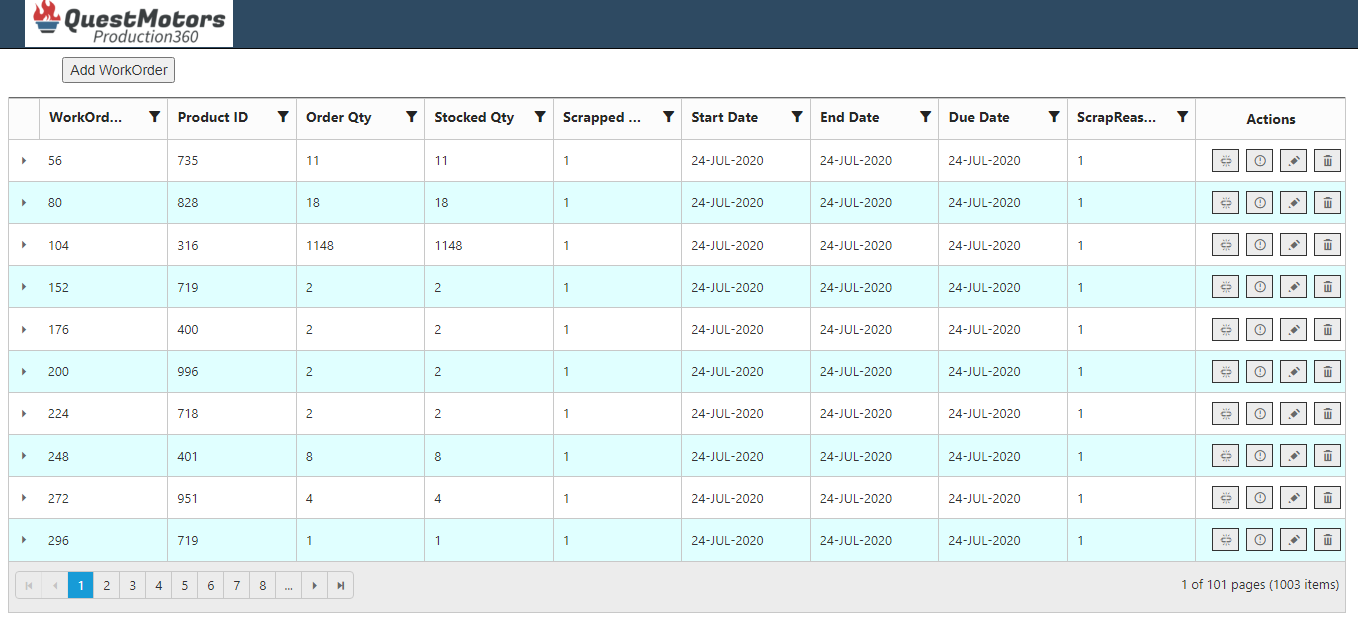 QuestMotors
Production360
Add WorkOrder
WorkOrd... Product ID Order Qty Stocked Qty Scrapped ... Start Date End Date Due Date ScrapReas... Actions
56 735 11 11 1 24-JUL-2020 24-JUL-2020 24-JUL-2020 1
80 828 18 18 1 24-JUL-2020 24-JUL-2020 24-JUL-2020 1
104 316 1148 1148 1 24-JUL-2020 24-JUL-2020 24-JUL-2020 1
152 719 2 2 1 24-JUL-2020 24-JUL-2020 24-JUL-2020 1
176 400 2 2 1 24-JUL-2020 24-JUL-2020 24-JUL-2020 1
200 996 2 2 1 24-JUL-2020 24-JUL-2020 24-JUL-2020 1
224 718 2 2 1 24-JUL-2020 24-JUL-2020 24-JUL-2020 1
248 401 8 8 1 24-JUL-2020 24-JUL-2020 24-JUL-2020 1
272 951 4 4 1 24-JUL-2020 24-JUL-2020 24-JUL-2020 1
296 719 1 1 1 24-JUL-2020 24-JUL-2020 24-JUL-2020 1
1 2 3 4 5 6 7 8 ... 1 of 101 pages (1003 items)